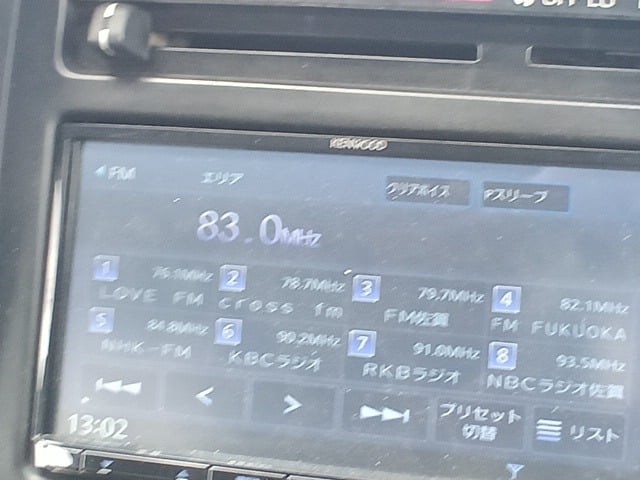 KENWOOD
FM エリア クリアボイス Pスリープ
83.0MHz
1 76.1MHz 2 78.7MHz 3 79.7MHz 4 82.1MHz
LOVE FM cross fm FM佐賀 FM FUKUOKA
5 84.8MHz 6 90.2MHz 7 91.0MHz 8 93.5MHz
NHK-FM KBCラジオ RKBラジオ NBCラジオ佐賀
プリセット
切替 リスト
13:02